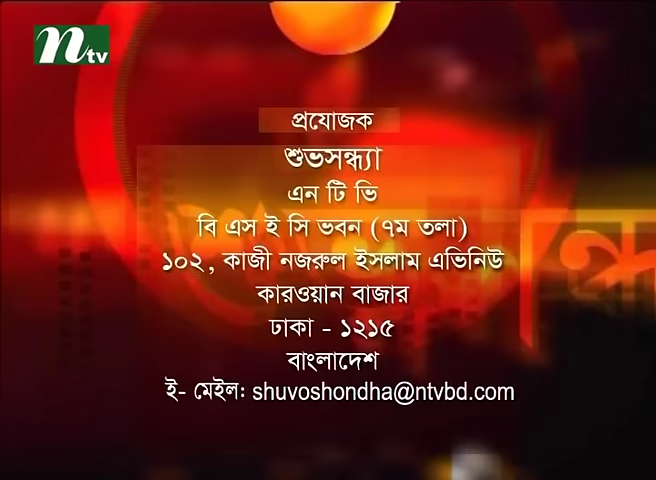 ntv
প্রযোজক
শুভসন্ধ্যা
এন টি ভি
বি এস ই সি ভবন (৭ম তলা)
১০২, কাজী নজরুল ইসলাম এভিনিউ
কারওয়ান বাজার
ঢাকা - ১২১৫
বাংলাদেশ
ই- মেইল: shuvoshondha@ntvbd.com